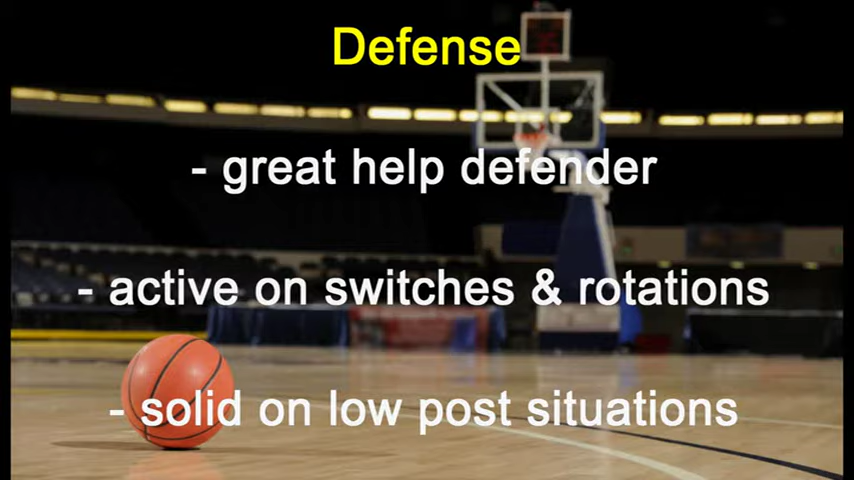 Defense
- great help defender
- active on switches & rotations
- solid on low post situations